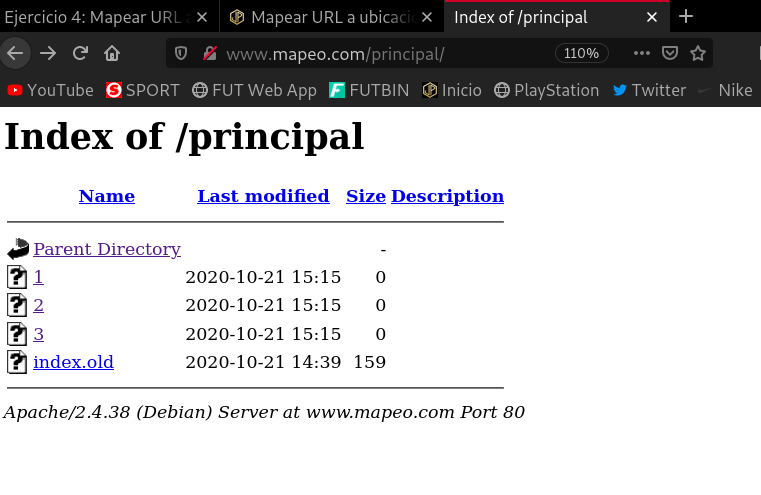 Ejercicio 4: Mapear URL a Mapear URL a ubicacio Index of /principal
www.mapeo.com/principal/ 110%
YouTube SPORT FUT Web App FUTBIN Inicio PlayStation Twitter Nike
Index of /principal
Name Last modified Size Description
Parent Directory -
1 2020-10-21 15:15 0
2 2020-10-21 15:15 0
3 2020-10-21 15:15 0
index.old 2020-10-21 14:39 159
Apache/2.4.38 (Debian) Server at www.mapeo.com Port 80